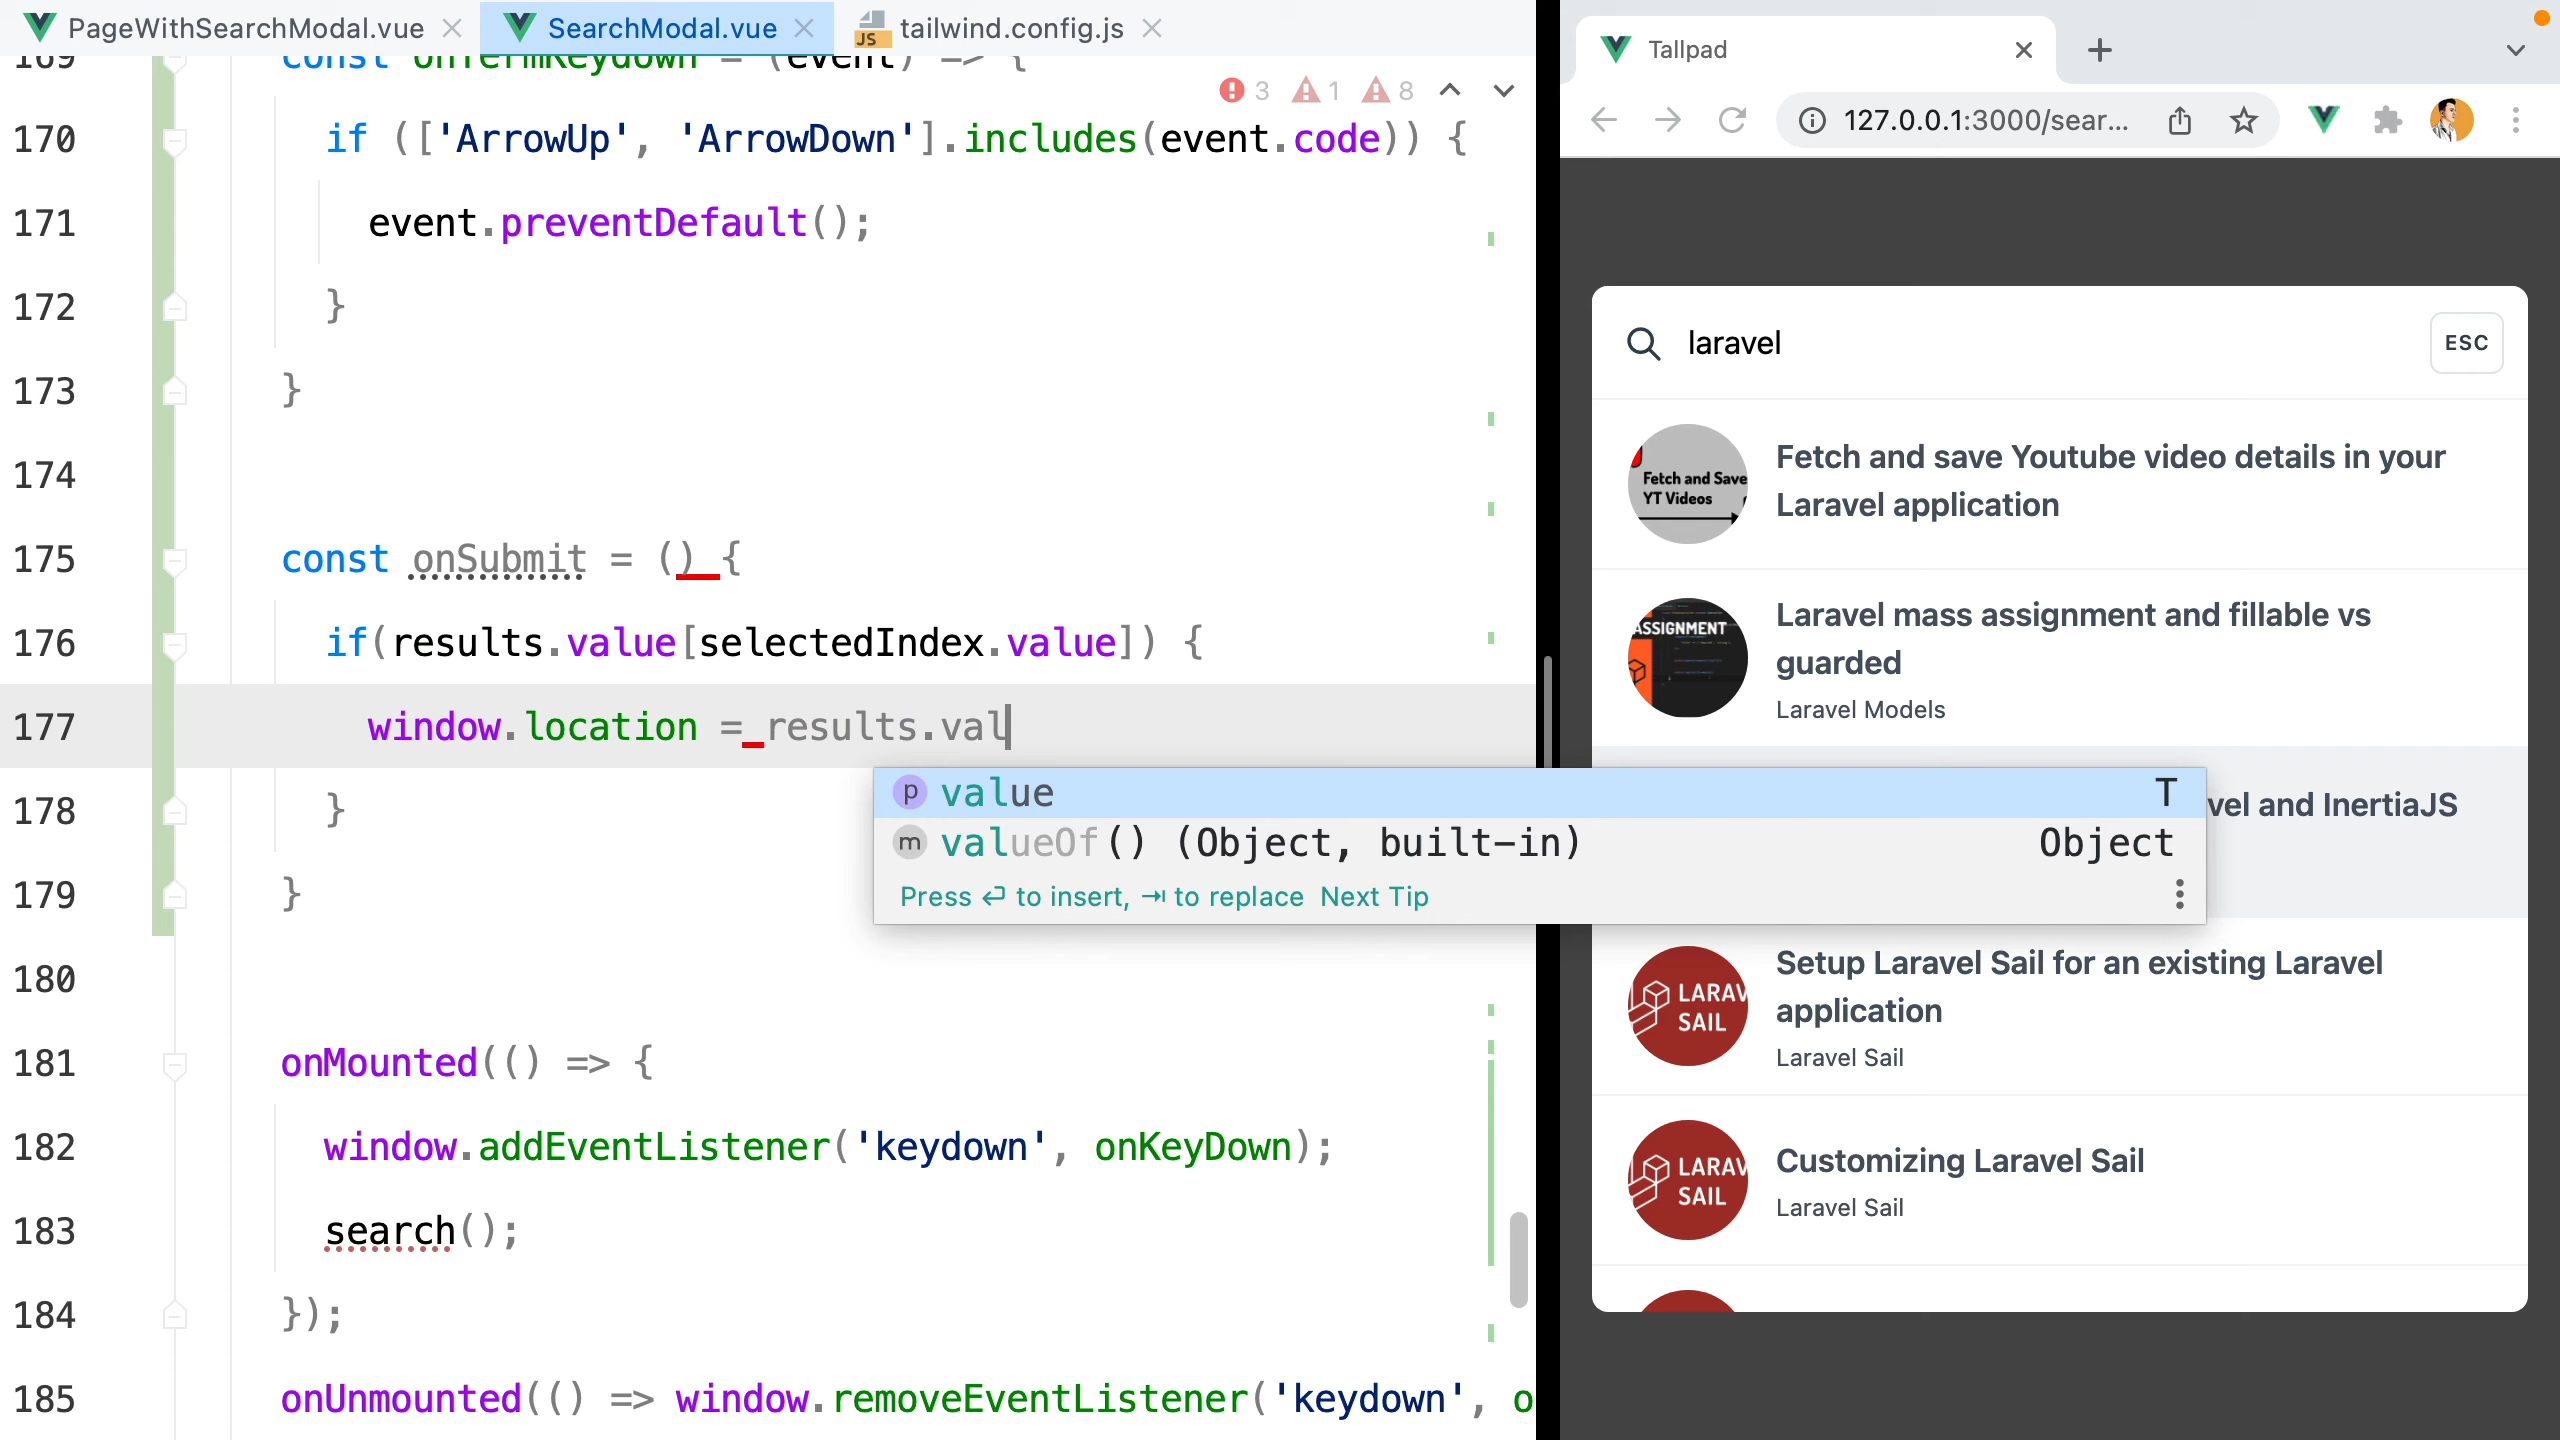 PageWithSearchModal.vue
SearchModal.vue
JS tailwind.config.js
169 const onTermKeydown = (event) => {
3 1 8
170 if (['ArrowUp', 'ArrowDown'].includes(event.code)) {
171 event.preventDefault();
172 }
173 }
174
175 const onSubmit = () {
176 if(results.value[selectedIndex.value]) {
177 window.location = results.val
178 }
179 }
180
181 onMounted(() => {
182 window.addEventListener('keydown', onKeyDown);
183 search();
184 });
185 onUnmounted(() => window.removeEventListener('keydown', o
p value T
m valueOf() (Object, built-in) Object
Press ⏎ to insert, ⇥ to replace Next Tip
Tallpad
127.0.0.1:3000/sear...
laravel
ESC
Fetch and Save
YT Videos
Fetch and save Youtube video details in your
Laravel application
ASSIGNMENT
Laravel mass assignment and fillable vs
guarded
Laravel Models
vel and InertiaJS
LARAV
SAIL
Setup Laravel Sail for an existing Laravel
application
Laravel Sail
LARAV
SAIL
Customizing Laravel Sail
Laravel Sail